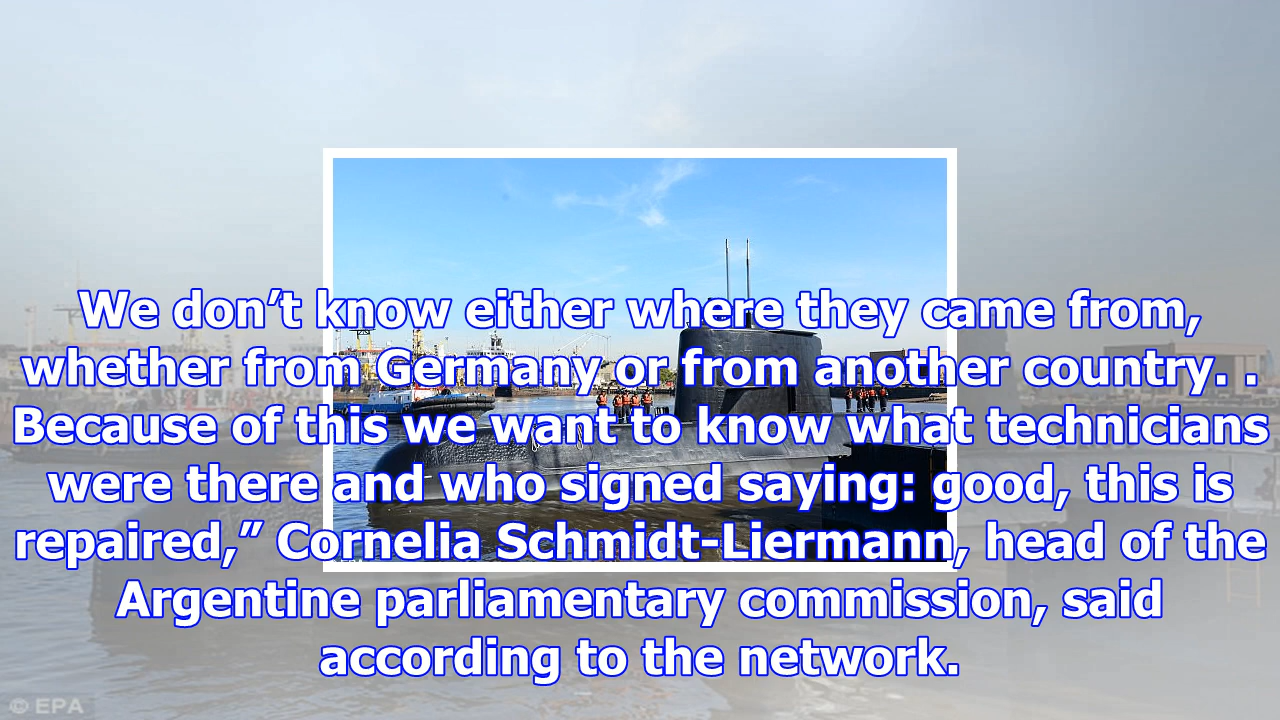 We don’t know either where they came from,
whether from Germany or from another country. .
Because of this we want to know what technicians
were there and who signed saying: good, this is
repaired,” Cornelia Schmidt-Liermann, head of the
Argentine parliamentary commission, said
according to the network.
© EPA